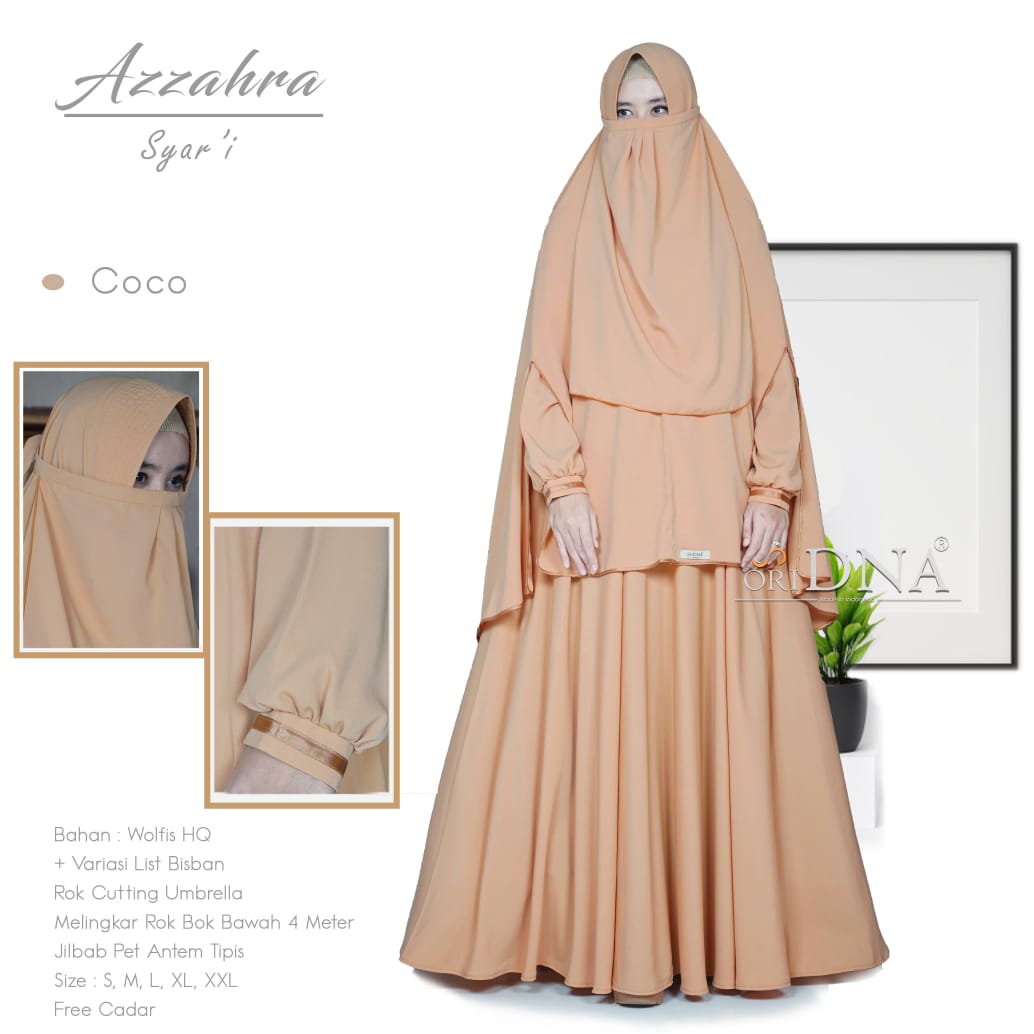 Azzahra
Syar'i
Coco
ORI DNA®
Bahan : Wolfis HQ
+ Variasi List Bisban
Rok Cutting Umbrella
Melingkar Rok Bok Bawah 4 Meter
Jilbab Pet Antem Tipis
Size : S, M, L, XL, XXL
Free Cadar